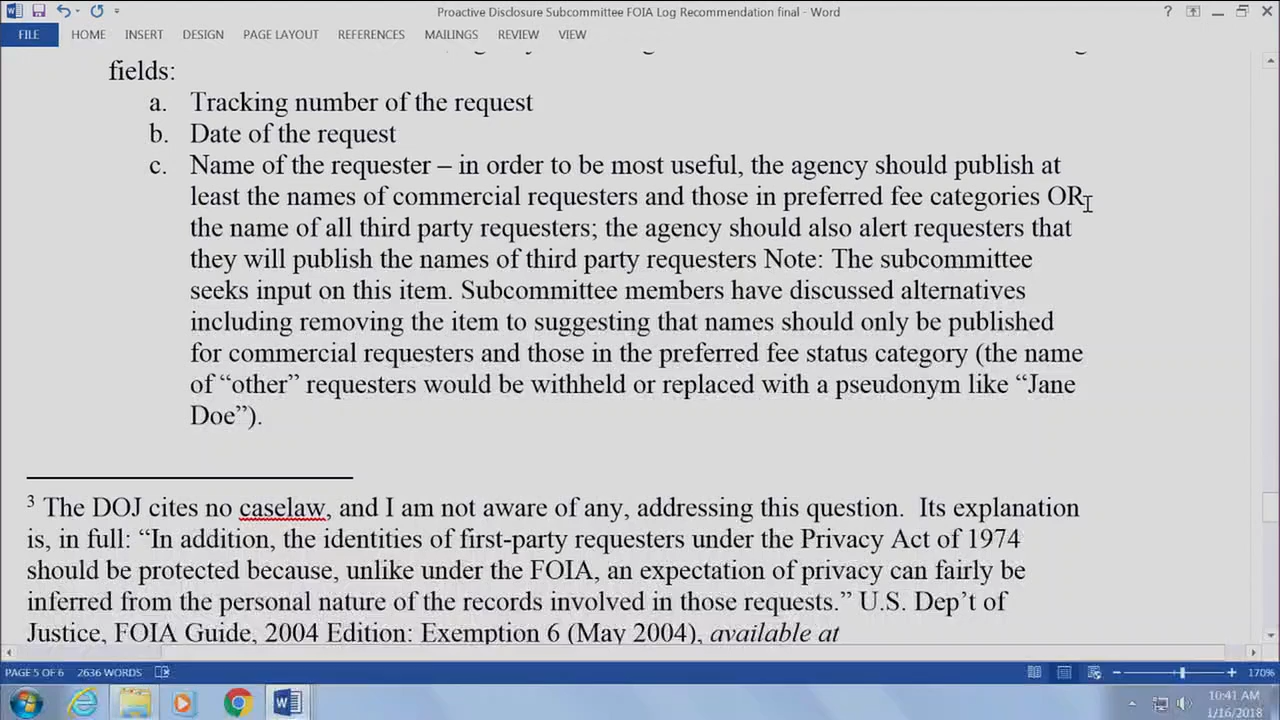 Proactive Disclosure Subcommittee FOIA Log Recommendation final - Word
FILE HOME INSERT DESIGN PAGE LAYOUT REFERENCES MAILINGS REVIEW VIEW
fields:
a. Tracking number of the request
b. Date of the request
c. Name of the requester – in order to be most useful, the agency should publish at
least the names of commercial requesters and those in preferred fee categories OR
the name of all third party requesters; the agency should also alert requesters that
they will publish the names of third party requesters Note: The subcommittee
seeks input on this item. Subcommittee members have discussed alternatives
including removing the item to suggesting that names should only be published
for commercial requesters and those in the preferred fee status category (the name
of “other” requesters would be withheld or replaced with a pseudonym like “Jane
Doe”).
3 The DOJ cites no caselaw, and I am not aware of any, addressing this question. Its explanation
is, in full: “In addition, the identities of first-party requesters under the Privacy Act of 1974
should be protected because, unlike under the FOIA, an expectation of privacy can fairly be
inferred from the personal nature of the records involved in those requests.” U.S. Dep’t of
Justice, FOIA Guide, 2004 Edition: Exemption 6 (May 2004), available at
PAGE 5 OF 6 2636 WORDS 170%
10:41 AM
1/16/2018